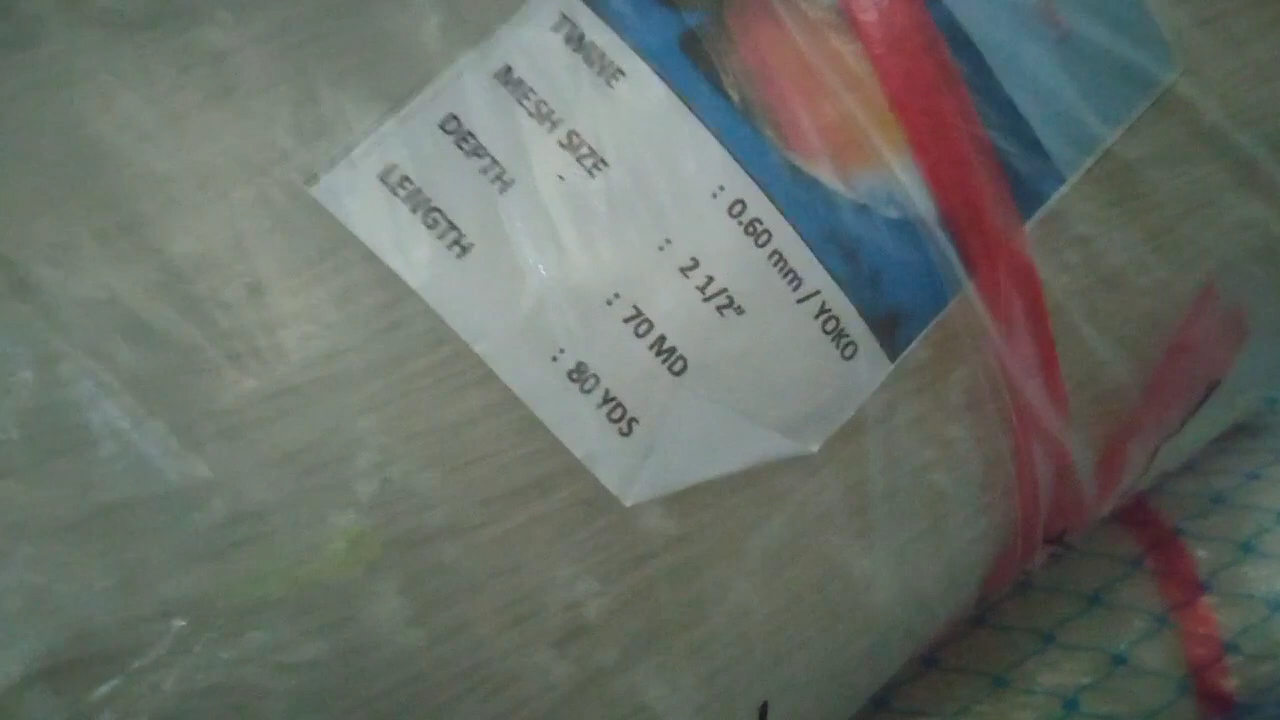 TWINE : 0.60 mm / YOKO
MESH SIZE : 2 1/2"
DEPTH : 70 MD
LENGTH : 80 YDS